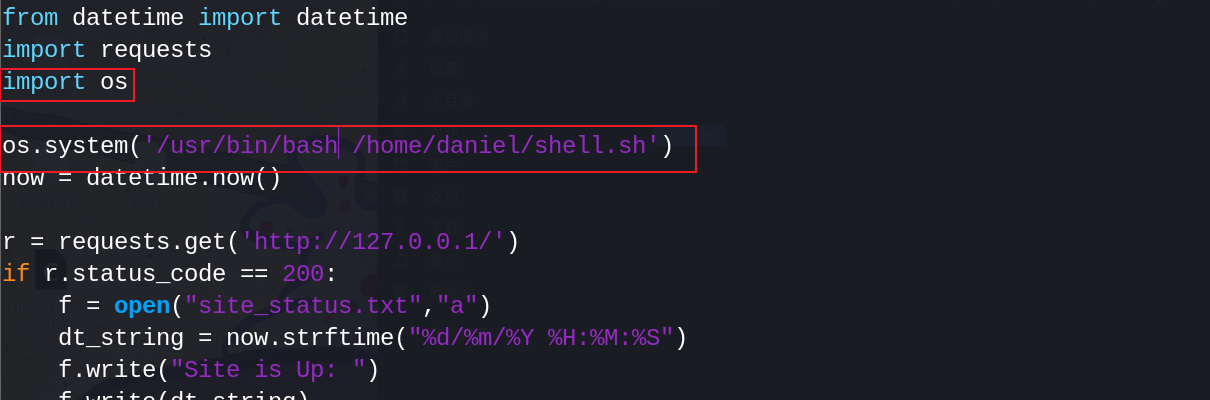 from datetime import datetime
import requests
import os
os.system('/usr/bin/bash /home/daniel/shell.sh')
now = datetime.now()
r = requests.get('http://127.0.0.1/')
if r.status_code == 200:
    f = open("site_status.txt","a")
    dt_string = now.strftime("%d/%m/%Y %H:%M:%S")
    f.write("Site is Up: ")
    f.write(dt_string)